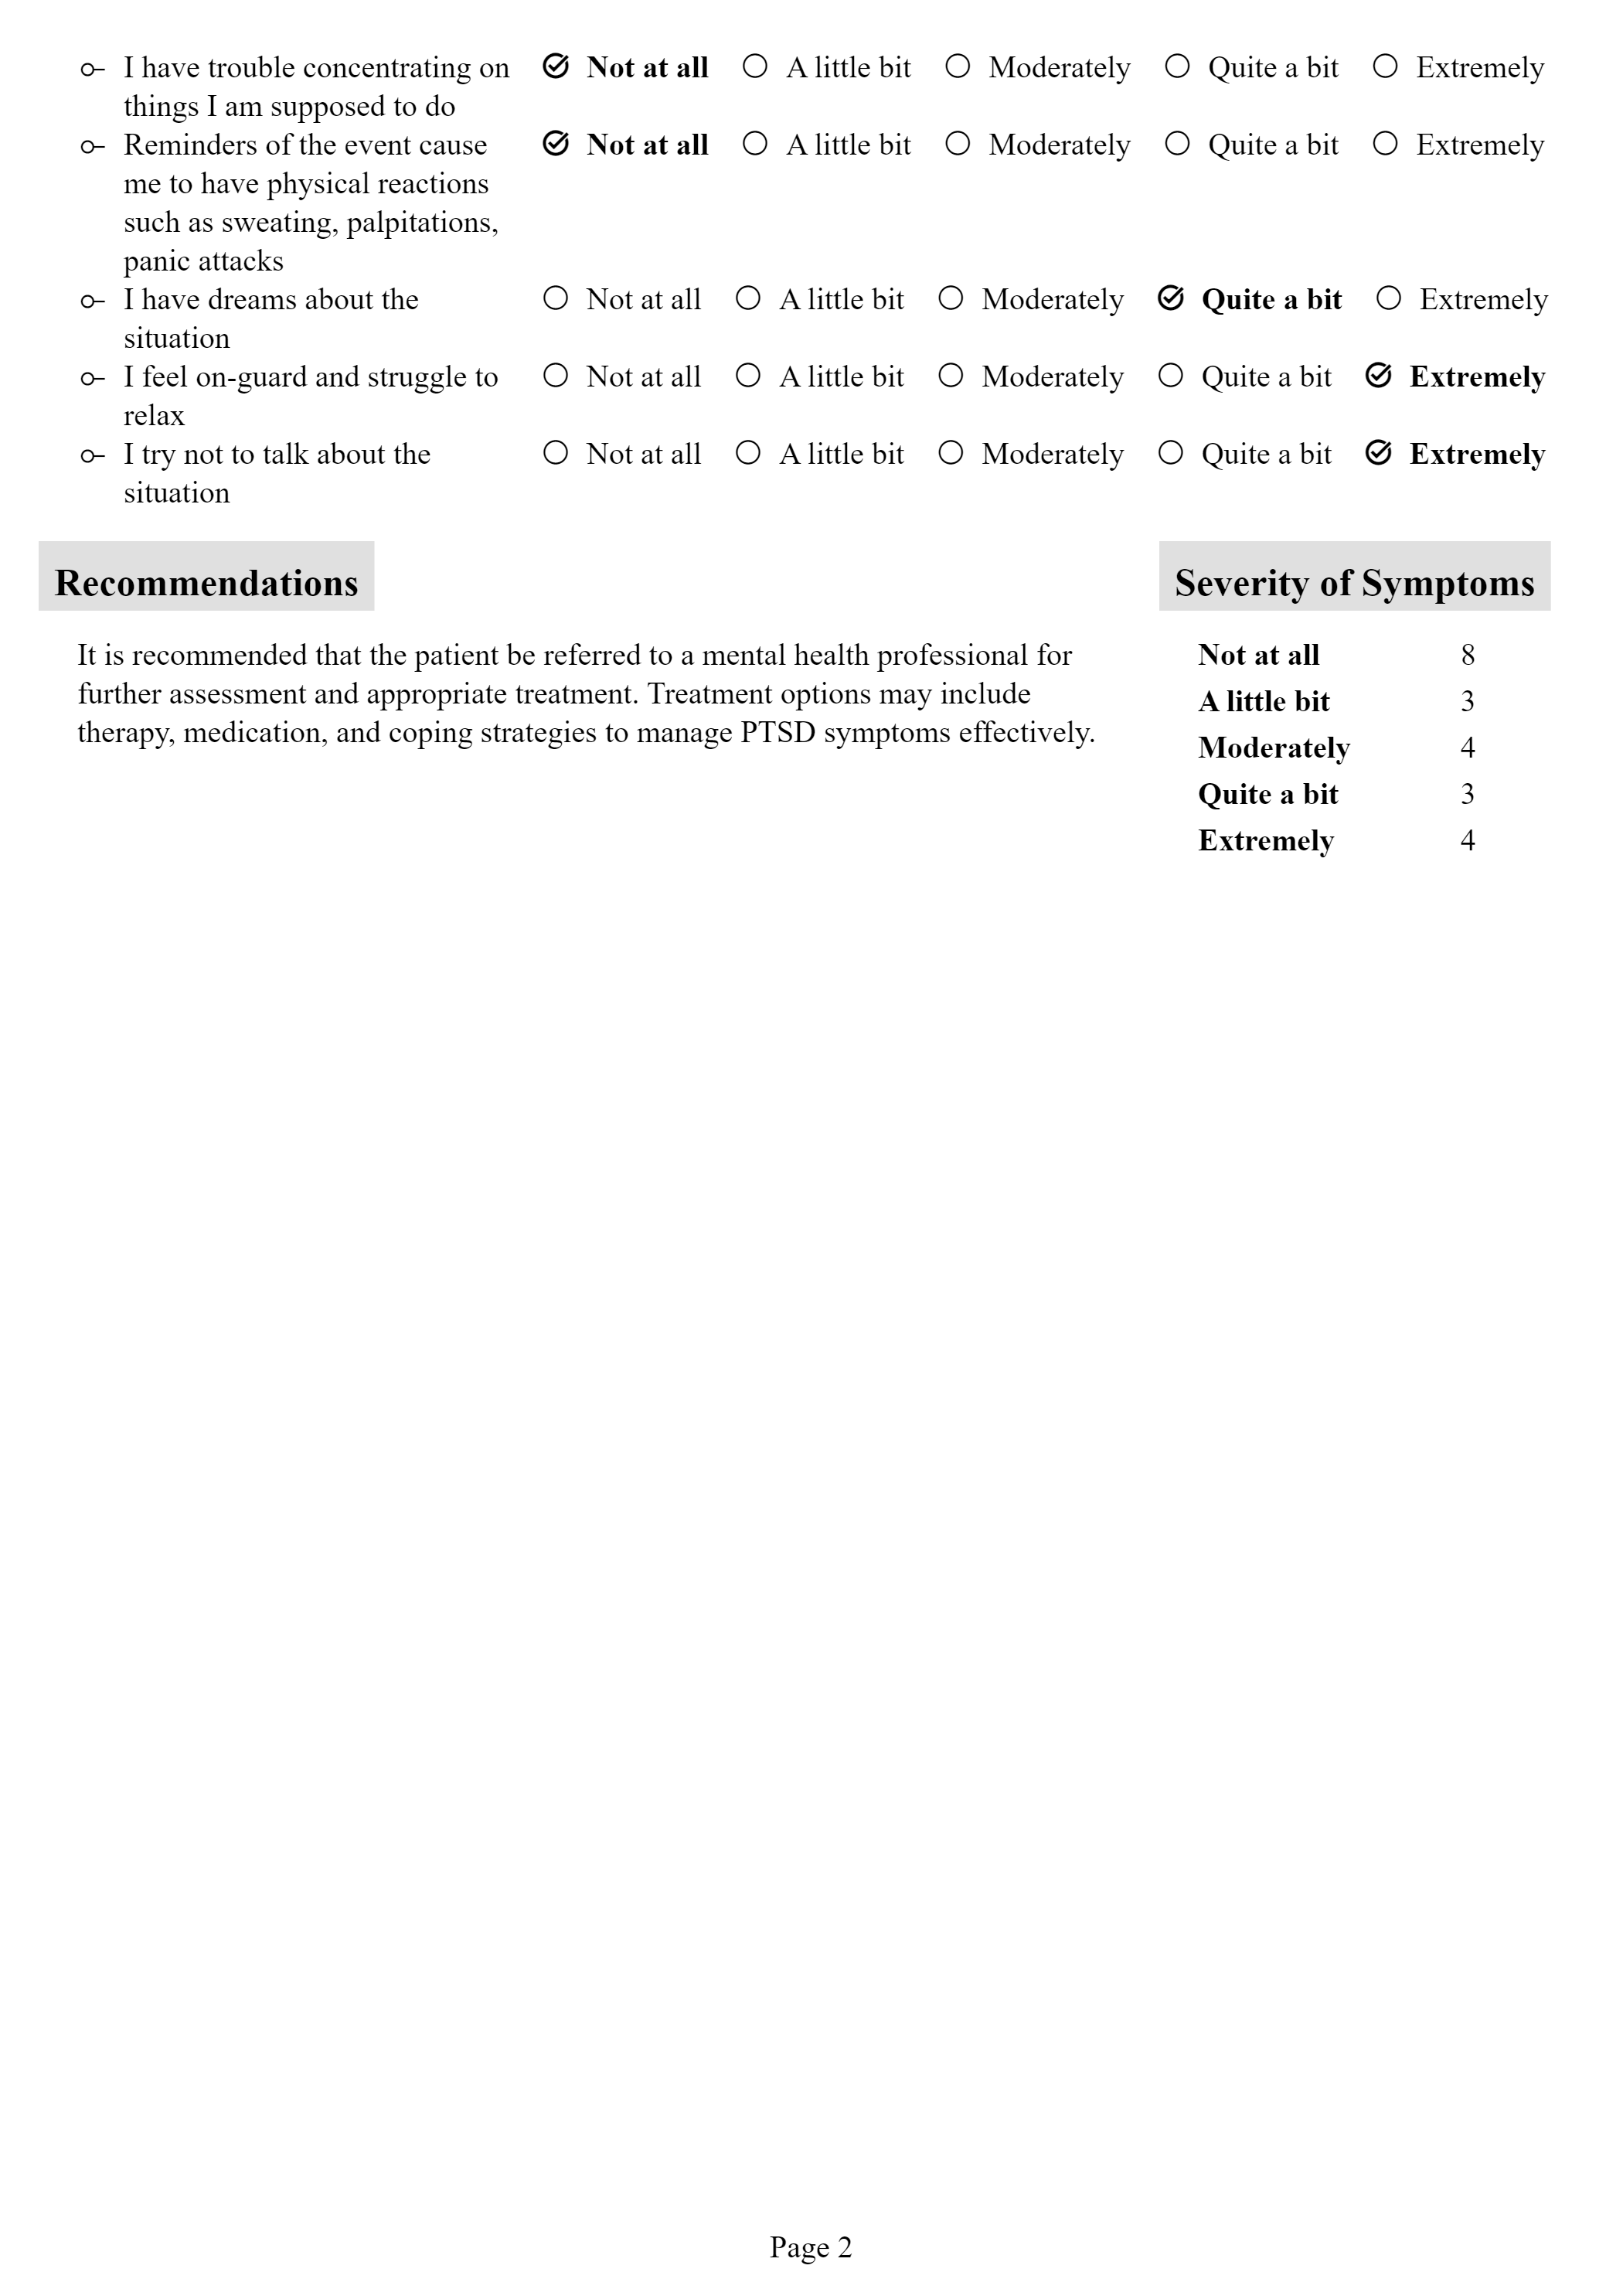 I have trouble concentrating on Not at all A little bit Moderately Quite a bit Extremely
things I am supposed to do
Reminders of the event cause Not at all A little bit Moderately Quite a bit Extremely
me to have physical reactions
such as sweating, palpitations,
panic attacks
I have dreams about the Not at all A little bit Moderately Quite a bit Extremely
situation
I feel on-guard and struggle to Not at all A little bit Moderately Quite a bit Extremely
relax
I try not to talk about the Not at all A little bit Moderately Quite a bit Extremely
situation
Recommendations
It is recommended that the patient be referred to a mental health professional for
further assessment and appropriate treatment. Treatment options may include
therapy, medication, and coping strategies to manage PTSD symptoms effectively.
Severity of Symptoms
Not at all 8
A little bit 3
Moderately 4
Quite a bit 3
Extremely 4
Page 2